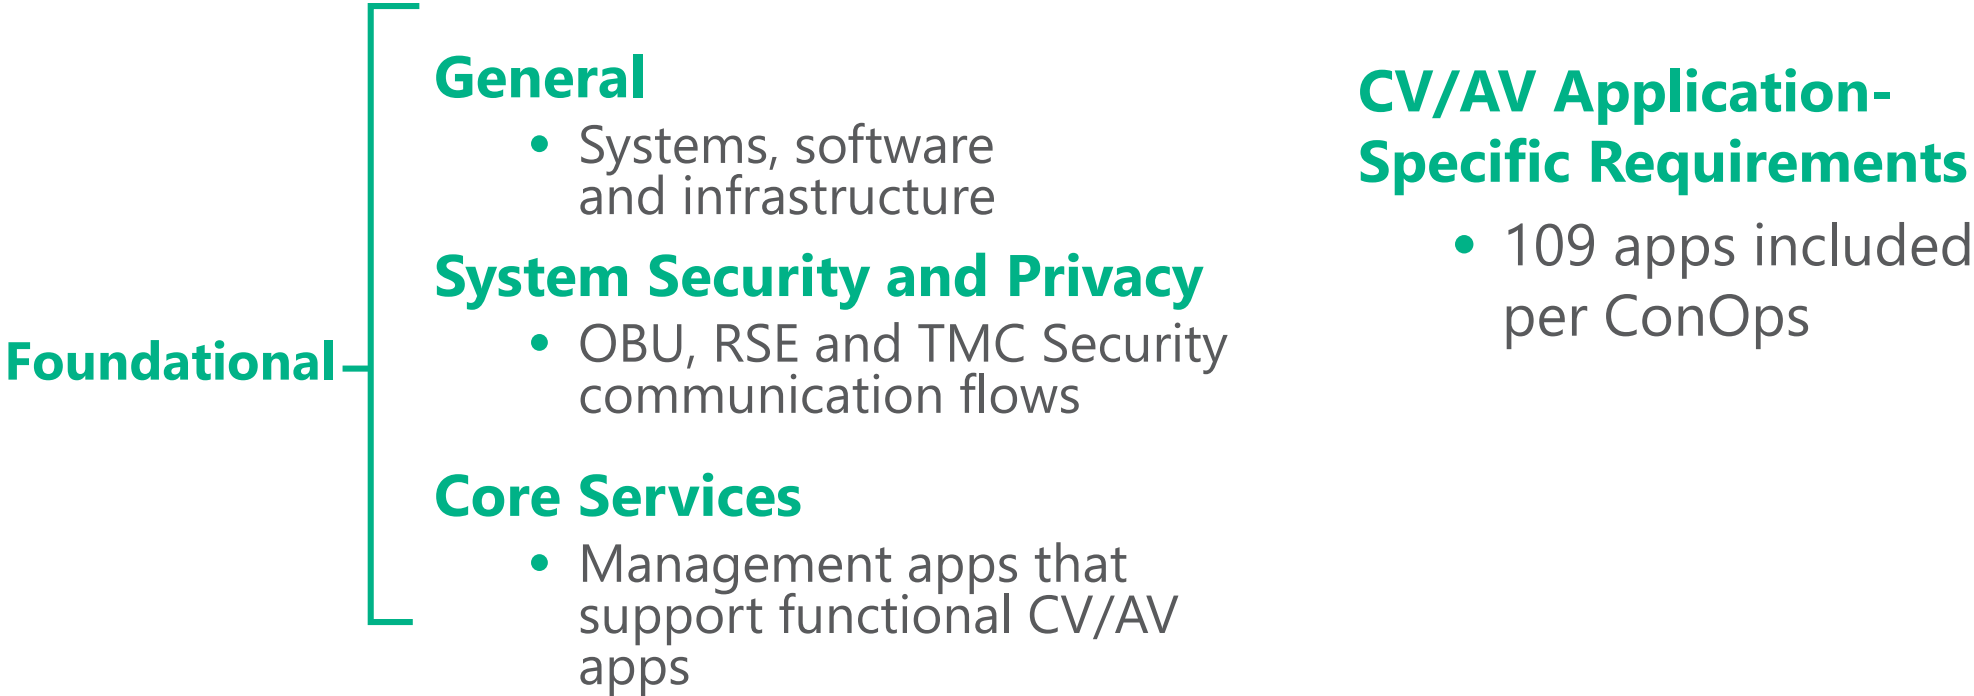 Foundational
General
• Systems, software
and infrastructure
System Security and Privacy
• OBU, RSE and TMC Security
communication flows
Core Services
• Management apps that
support functional CV/AV
apps
CV/AV Application-
Specific Requirements
• 109 apps included
per ConOps